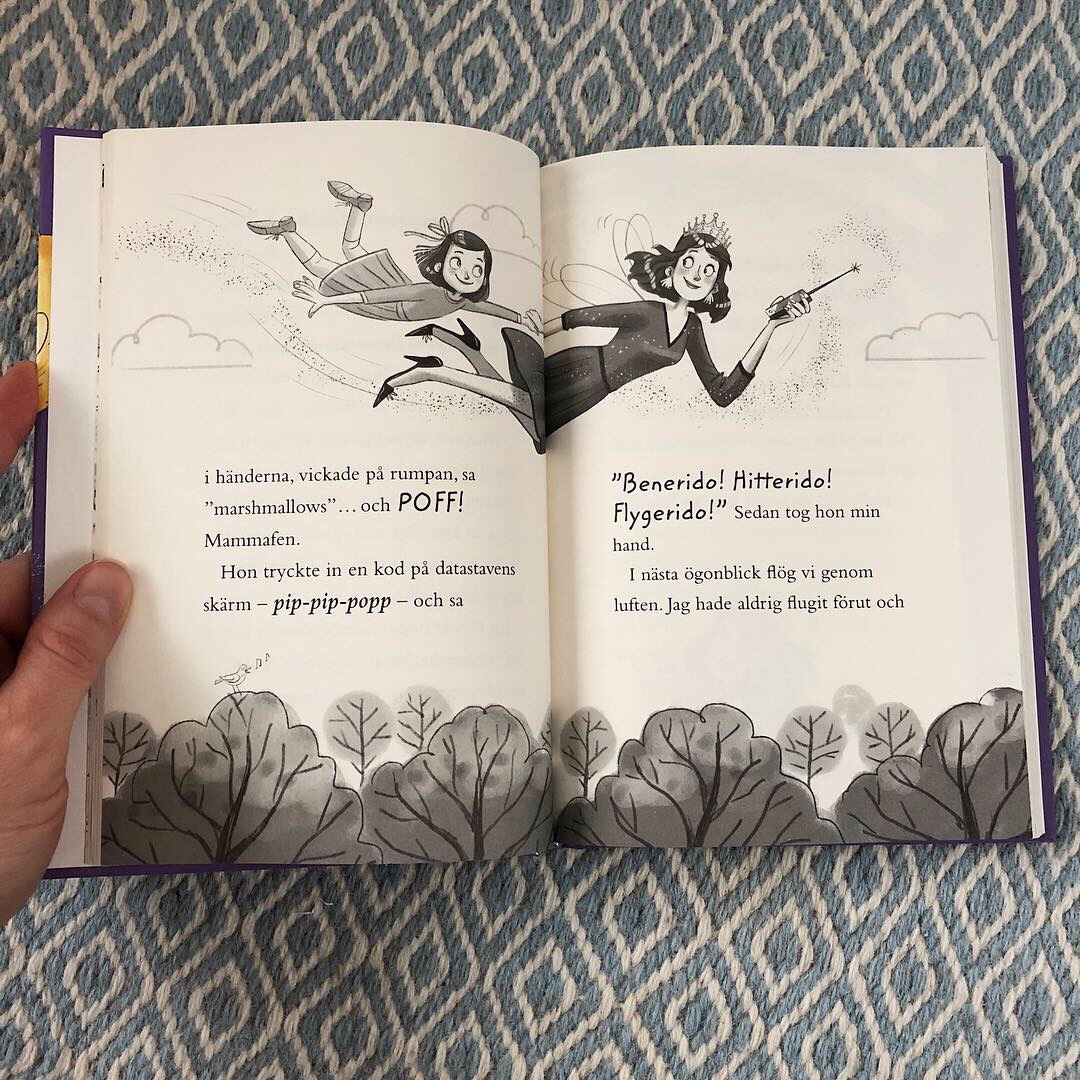 i händerna, vickade på rumpan, sa
”marshmallows” … och POFF!
Mammafen.
Hon tryckte in en kod på datastavens
skärm – pip-pip-popp – och sa
”Benerido! Hitterido!
Flygerido!” Sedan tog hon min
hand.
I nästa ögonblick flög vi genom
luften. Jag hade aldrig flugit förut och